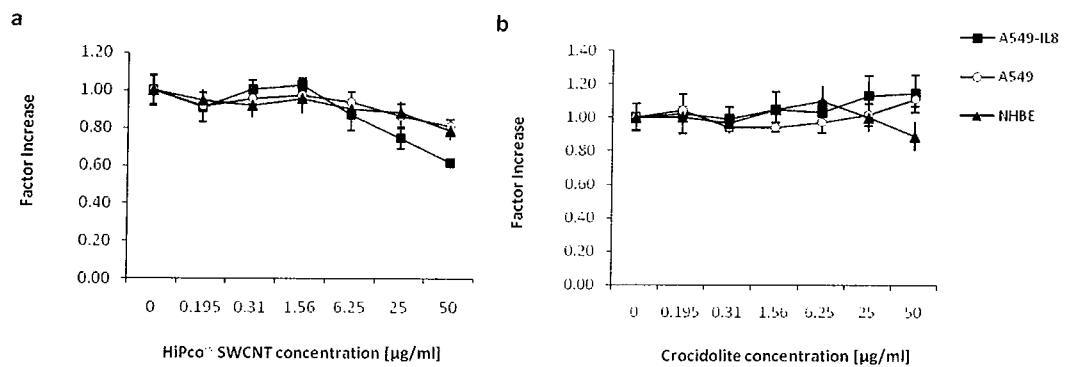 a
1.20
1.00
0.80
0.60
0.40
0.20
0.00
Factor Increase
0 0.195 0.31 1.56 6.25 25 50
HiPco SWCNT concentration [µg/ml]
b
1.40
1.20
1.00
0.80
0.60
0.40
0.20
0.00
Factor Increase
0 0.195 0.31 1.56 6.25 25 50
Crocidolite concentration [µg/ml]
A549-IL8
A549
NHBE